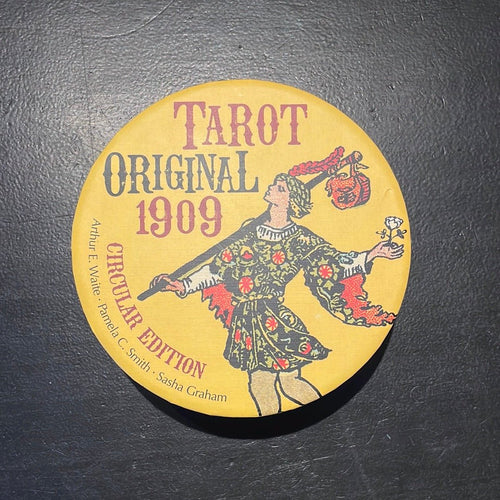 TAROT
ORIGINAL
1909
CIRCULAR EDITION
Arthur E. Waite · Pamela C. Smith · Sasha Graham